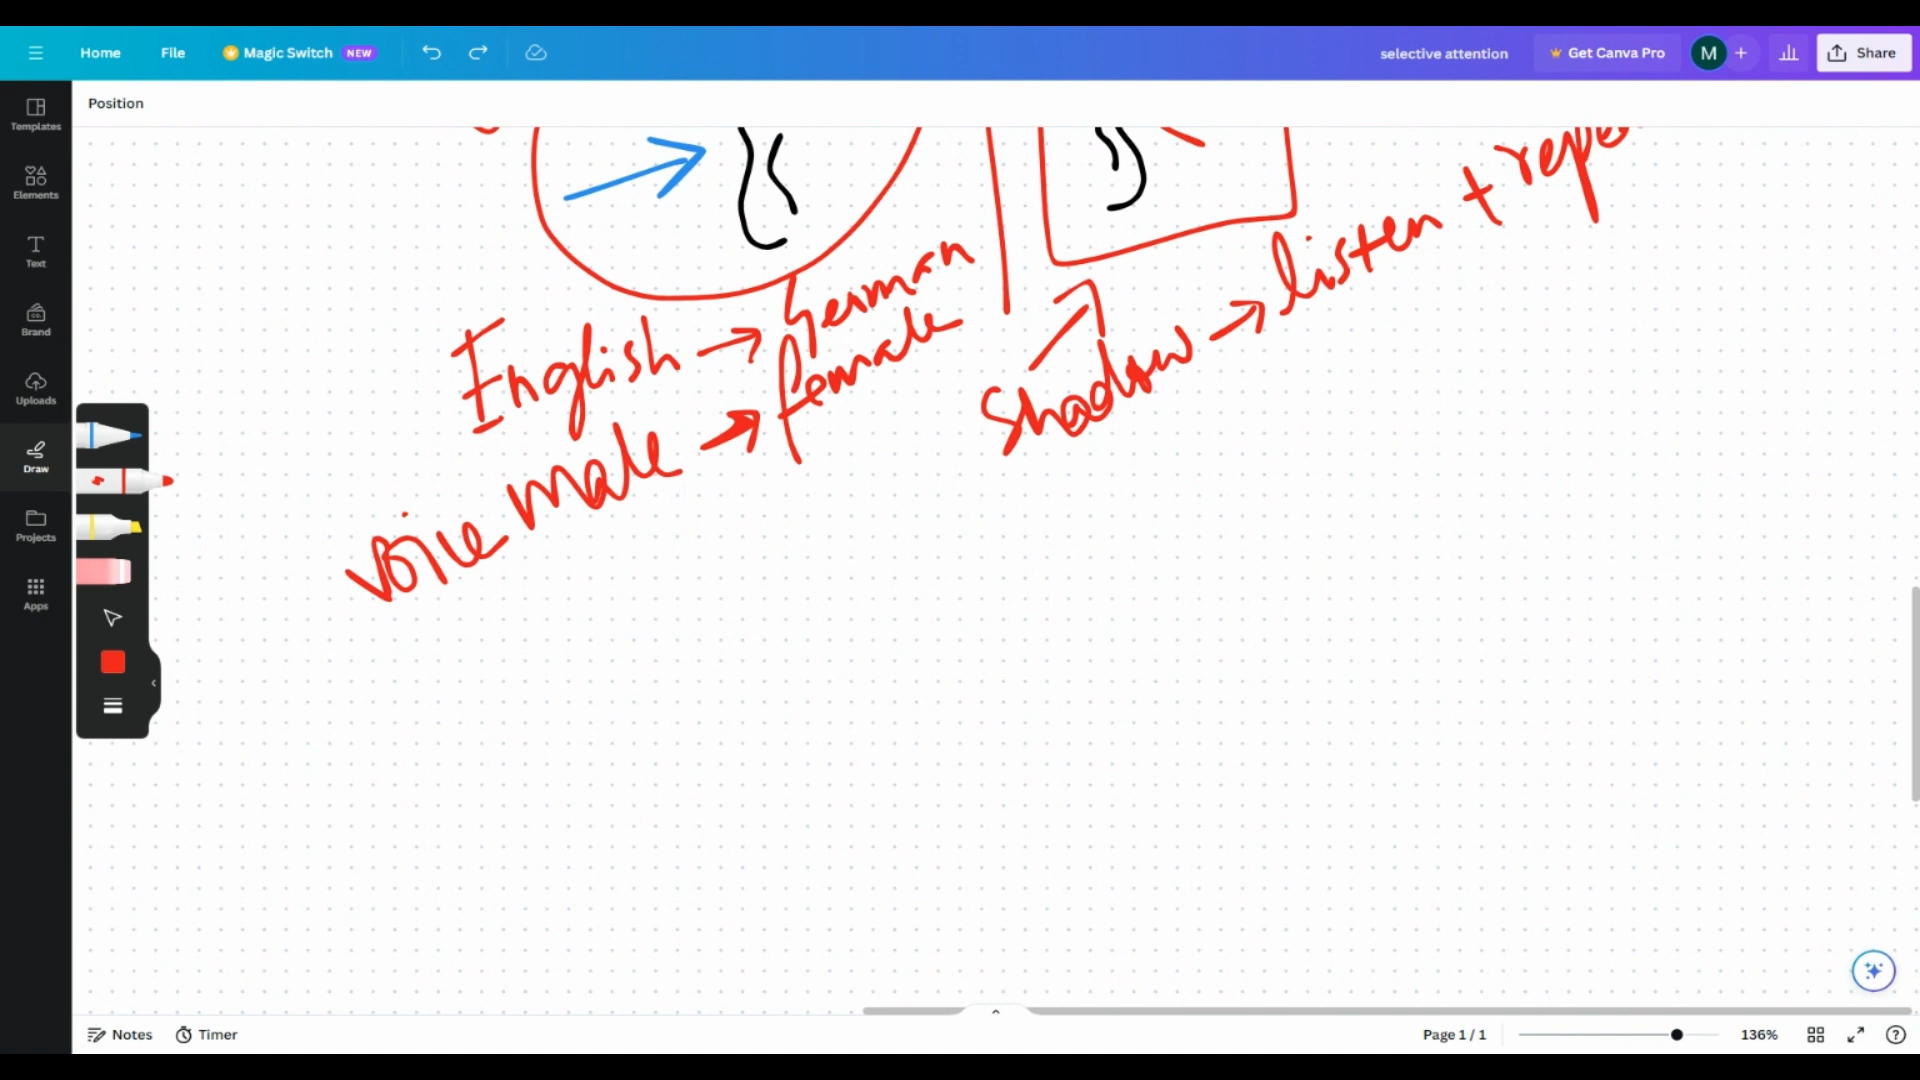 Home File Magic Switch NEW selective attention Get Canva Pro M + Share
Position
Templates
Elements
Text
Brand
Uploads
Draw
Projects
Apps
English → German
voice male → female
Shadow → listen + repe
Notes Timer Page 1 / 1 136%